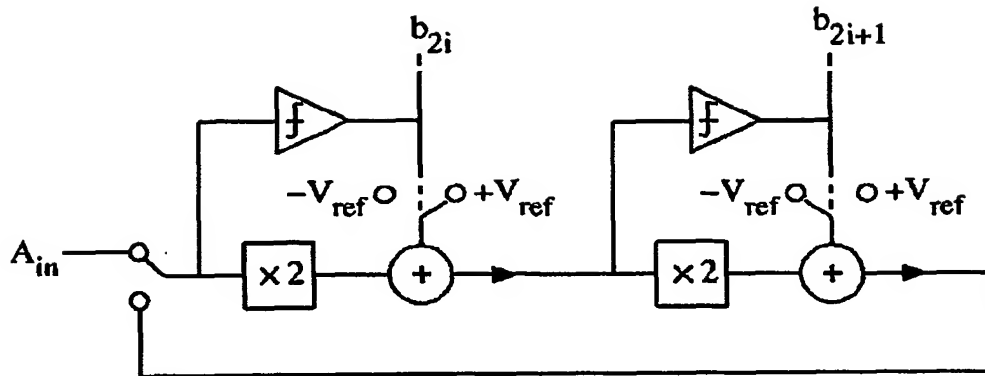 b2i
b2i+1
−Vref
+Vref
−Vref
+Vref
Ain
×2
+
×2
+